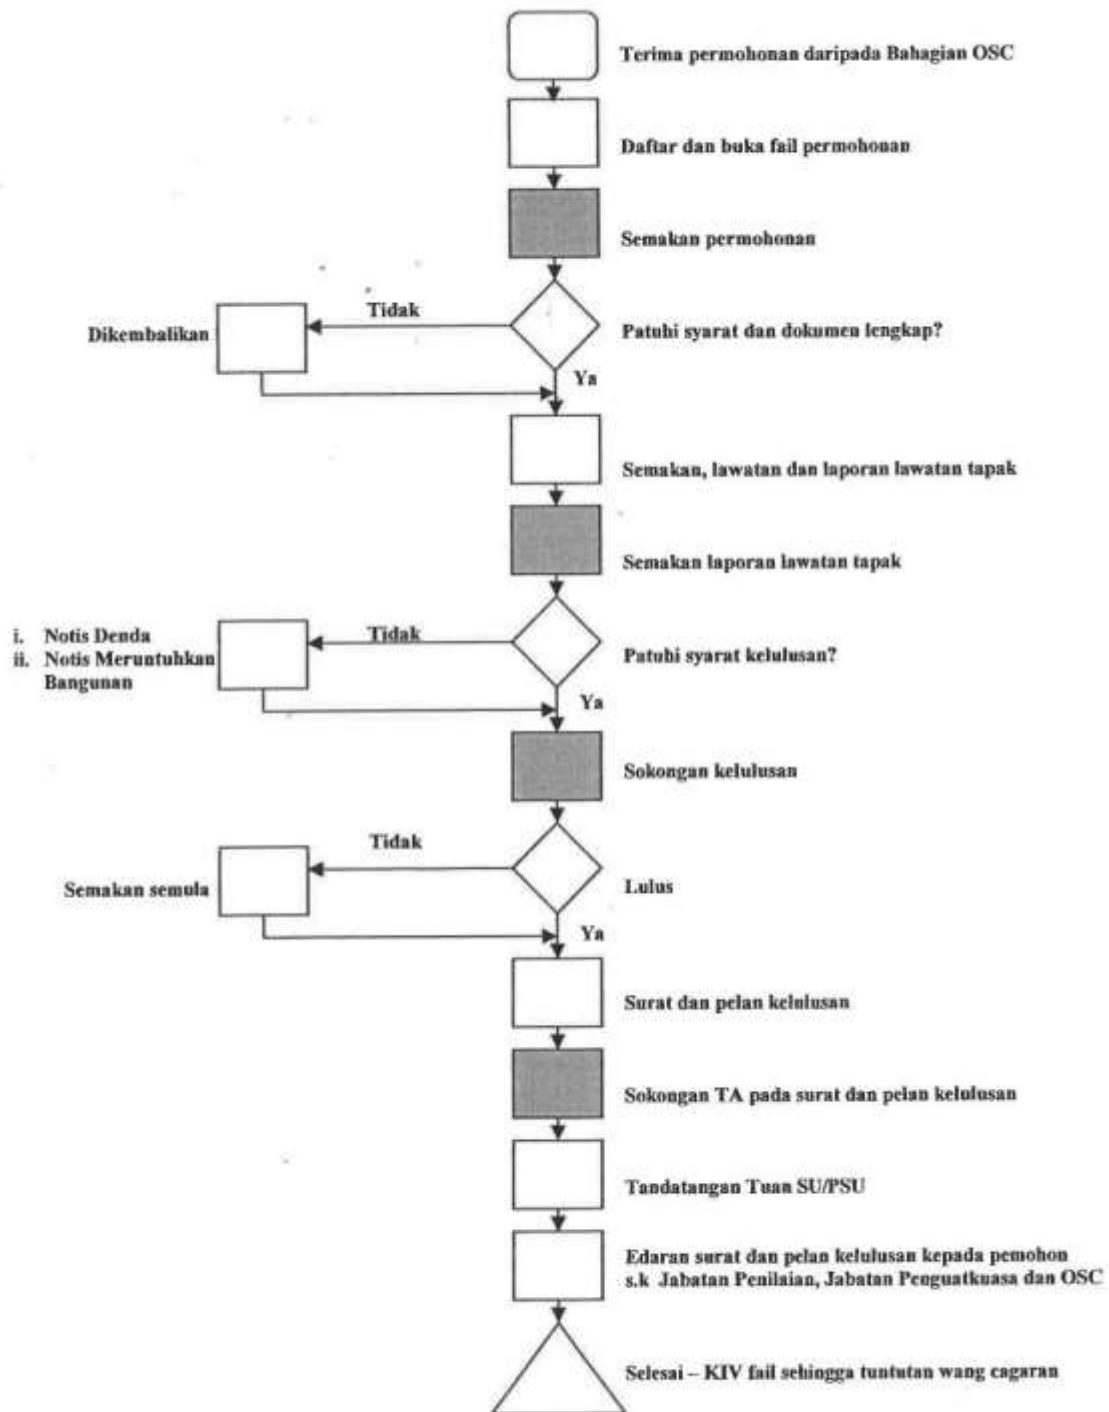 Terima permohonan daripada Bahagian OSC
Daftar dan buka fail permohonan
Semakan permohonan
Tidak
Dikembalikan
Patuhi syarat dan dokumen lengkap?
Ya
Semakan, lawatan dan laporan lawatan tapak
Semakan laporan lawatan tapak
i. Notis Denda
ii. Notis Meruntuhkan
Bangunan
Tidak
Patuhi syarat kelulusan?
Ya
Sokongan kelulusan
Tidak
Semakan semula
Lulus
Ya
Surat dan pelan kelulusan
Sokongan TA pada surat dan pelan kelulusan
Tandatangan Tuan SU/PSU
Edaran surat dan pelan kelulusan kepada pemohon
s.k Jabatan Penilaian, Jabatan Penguatkuasa dan OSC
Selesai – KIV fail sehingga tuntutan wang cagaran